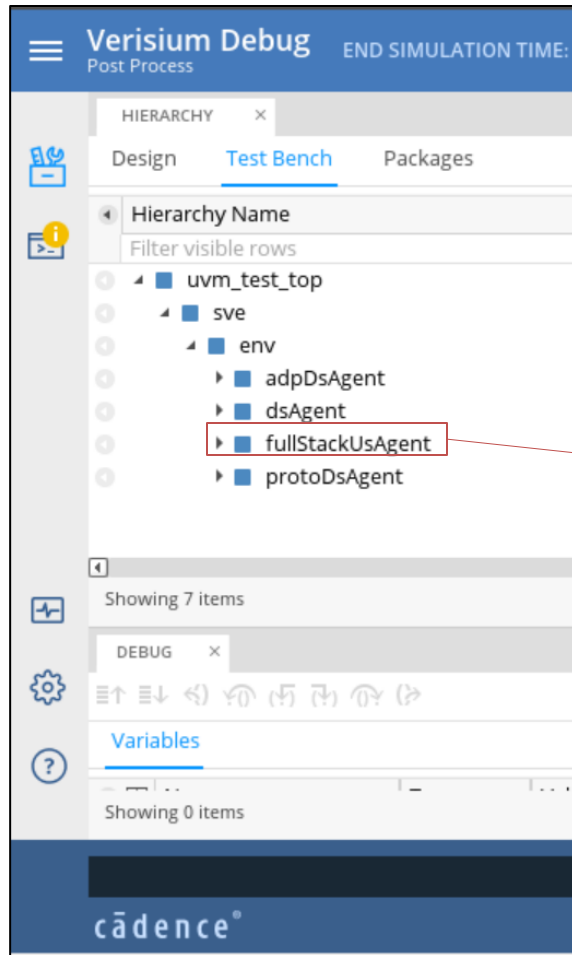 Verisium Debug
Post Process
END SIMULATION TIME:
HIERARCHY ×
Design Test Bench Packages
Hierarchy Name
Filter visible rows
uvm_test_top
sve
env
adpDsAgent
dsAgent
fullStackUsAgent
protoDsAgent
Showing 7 items
DEBUG ×
Variables
Showing 0 items
cādence®